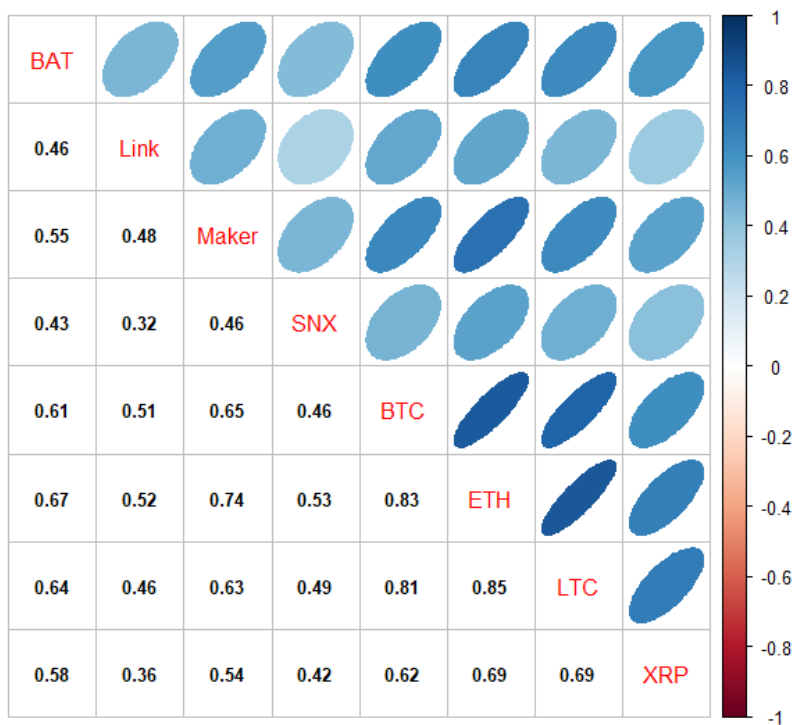 BAT
0.46 Link
0.55 0.48 Maker
0.43 0.32 0.46 SNX
0.61 0.51 0.65 0.46 BTC
0.67 0.52 0.74 0.53 0.83 ETH
0.64 0.46 0.63 0.49 0.81 0.85 LTC
0.58 0.36 0.54 0.42 0.62 0.69 0.69 XRP
1
0.8
0.6
0.4
0.2
0
-0.2
-0.4
-0.6
-0.8
-1